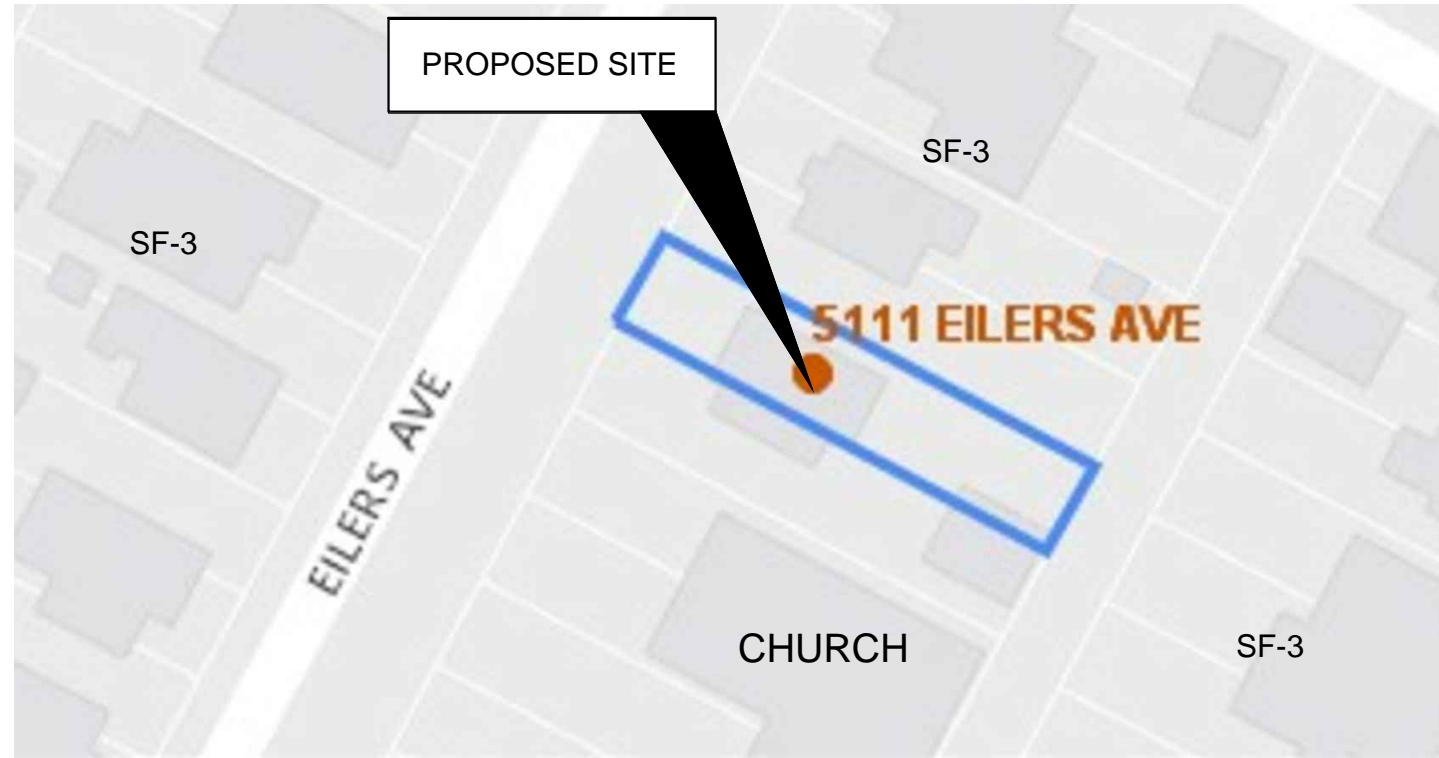 PROPOSED SITE
SF-3
SF-3
5111 EILERS AVE
EILERS AVE
CHURCH
SF-3